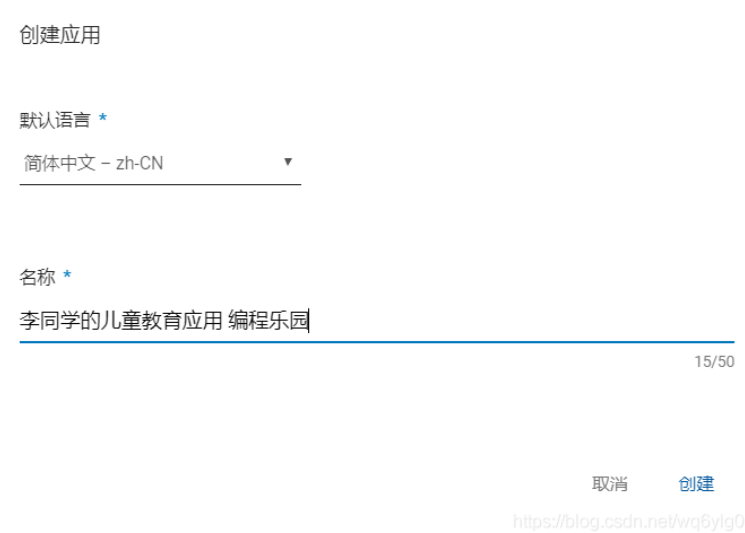 创建应用
默认语言 *
简体中文 – zh-CN
名称 *
李同学的儿童教育应用 编程乐园
15/50
取消 创建
https://blog.csdn.net/wq6ylg0